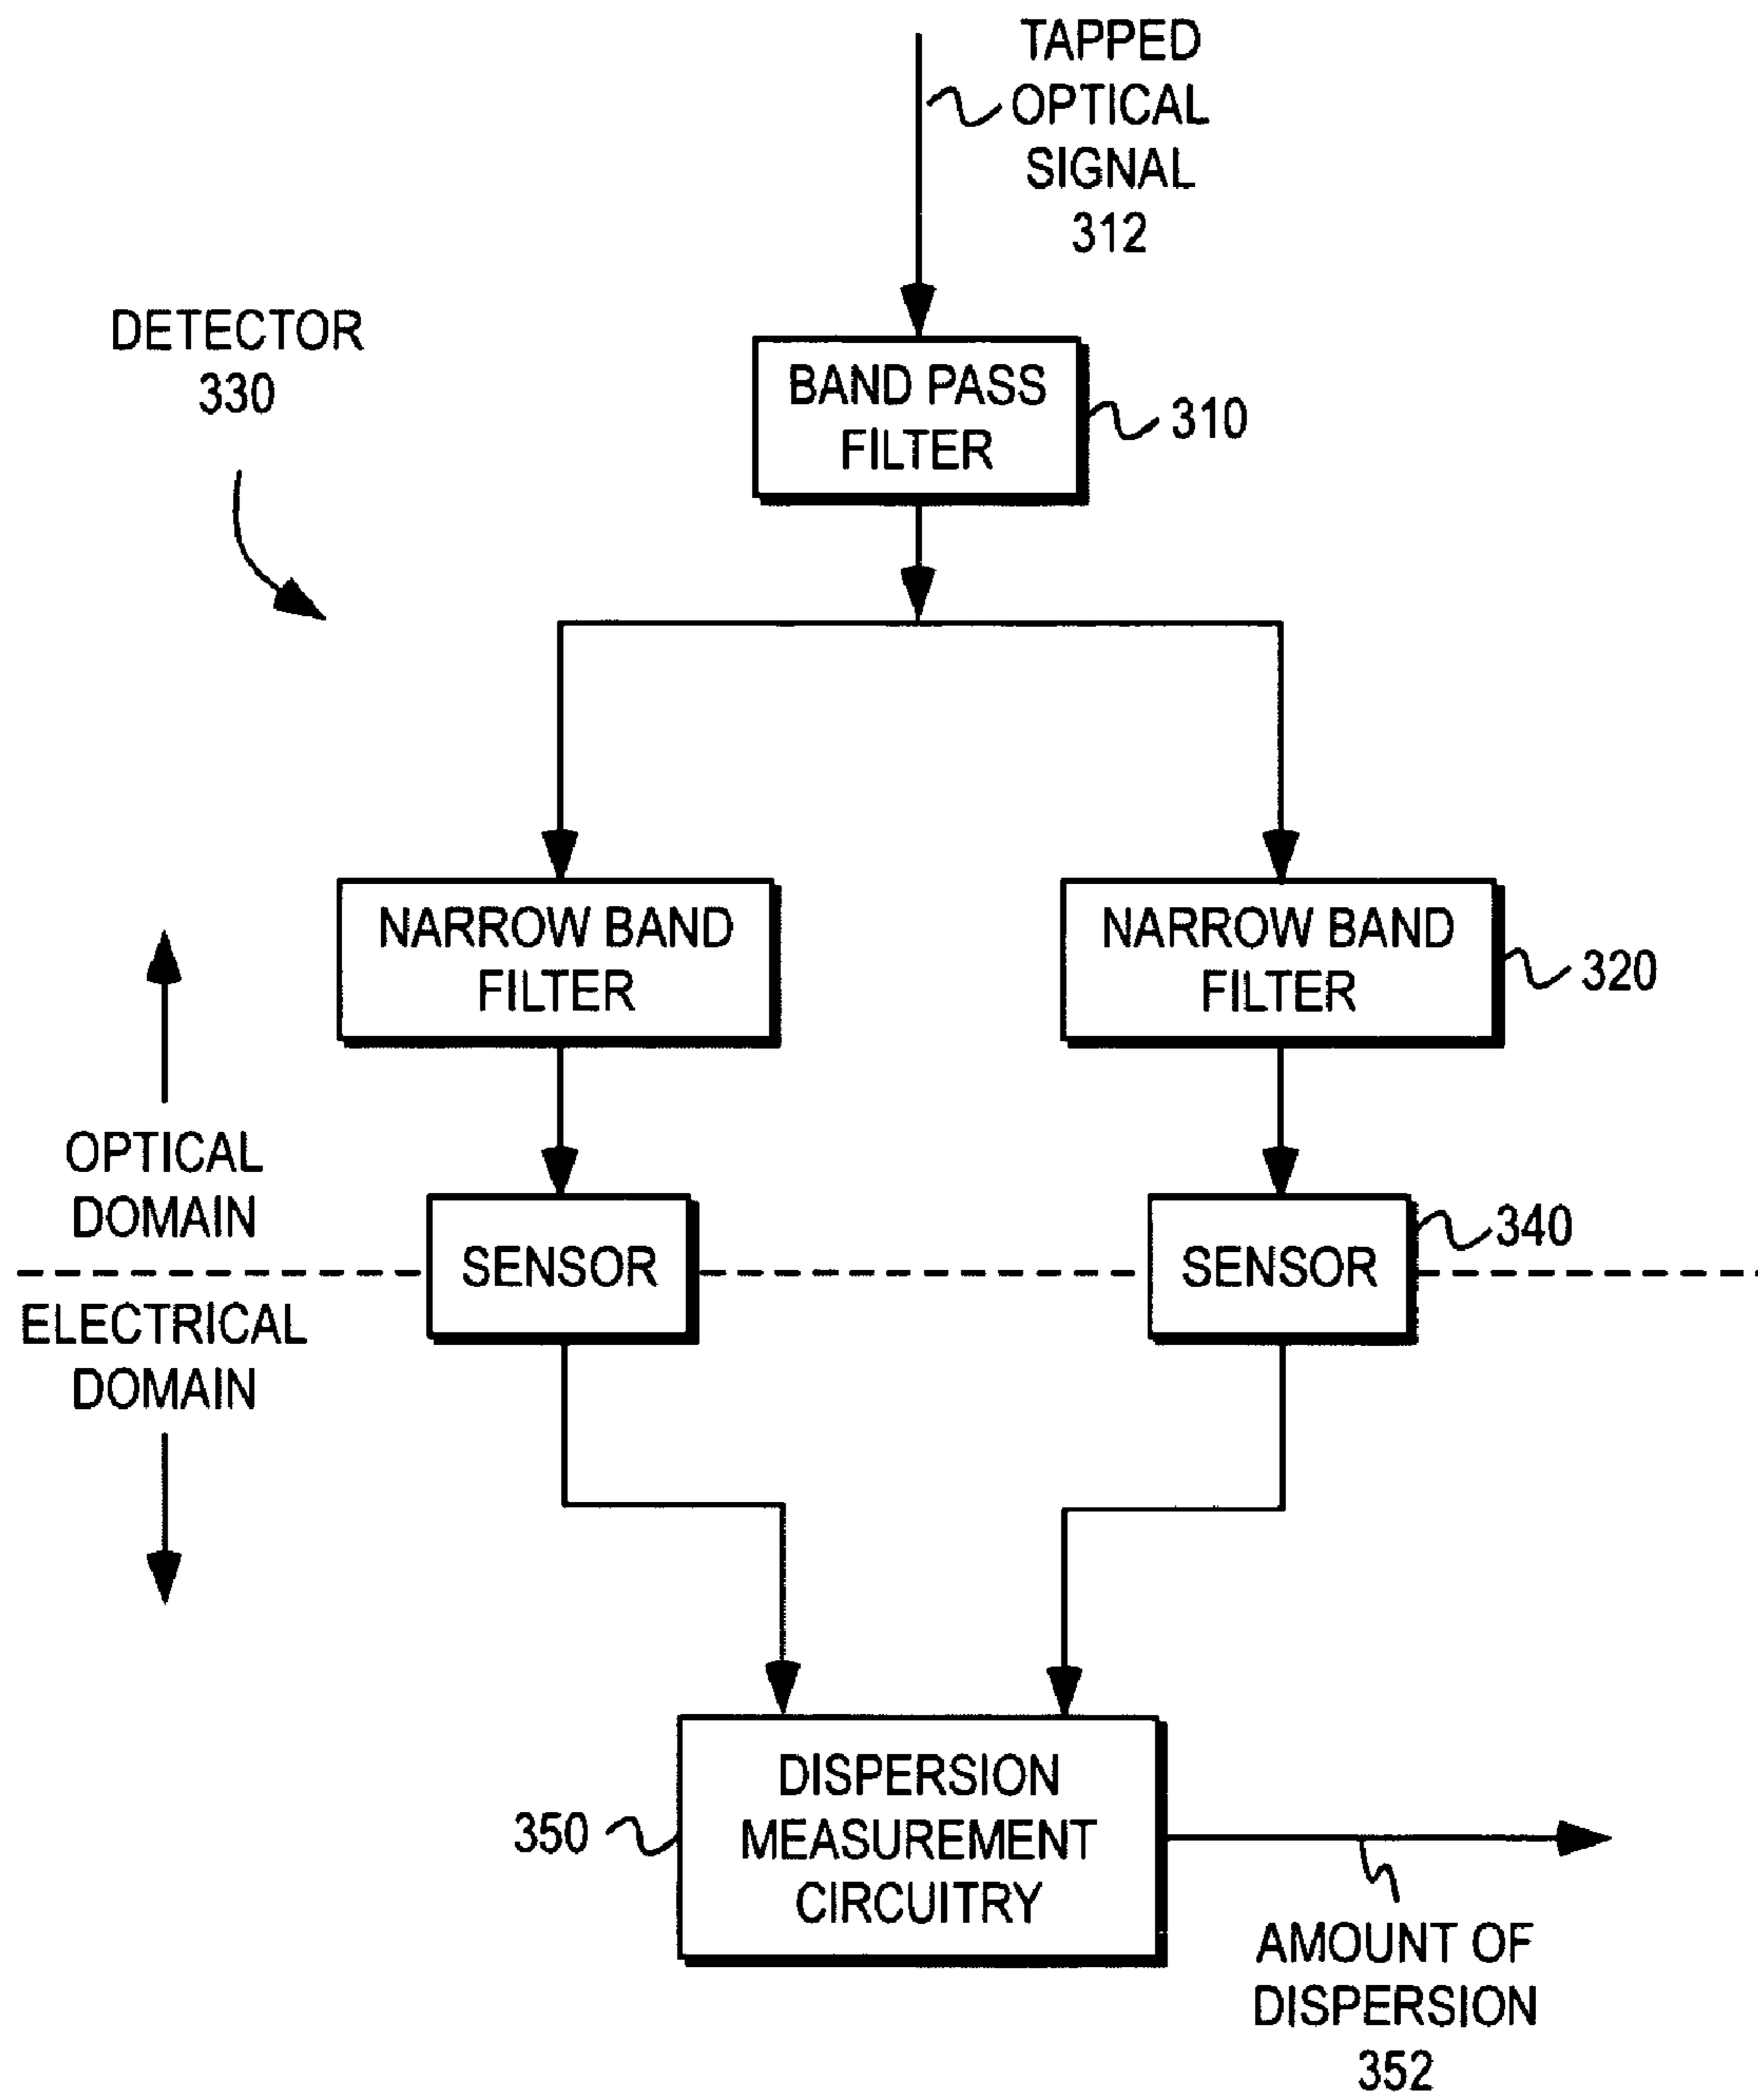 TAPPED
OPTICAL
SIGNAL
312
DETECTOR
330
BAND PASS
FILTER
310
NARROW BAND
FILTER
NARROW BAND
FILTER
320
OPTICAL
DOMAIN
ELECTRICAL
DOMAIN
SENSOR
SENSOR
340
DISPERSION
MEASUREMENT
CIRCUITRY
350
AMOUNT OF
DISPERSION
352